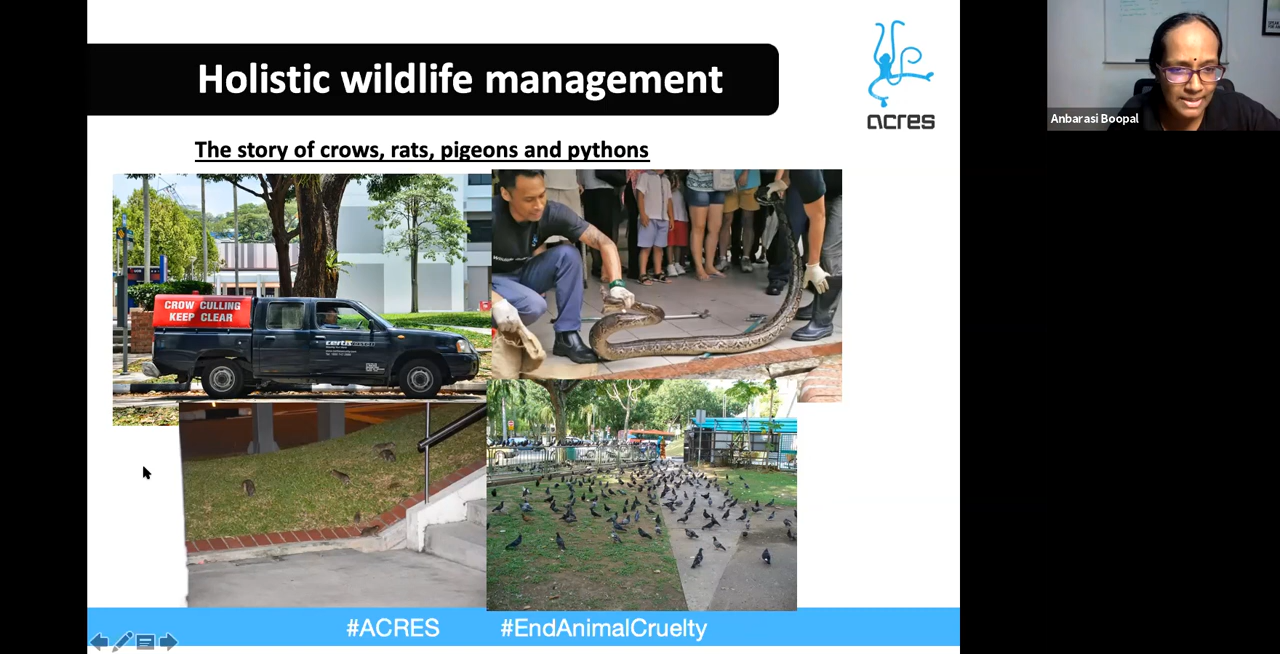 Holistic wildlife management
acres
Anbarasi Boopal
The story of crows, rats, pigeons and pythons
CROW CULLING
KEEP CLEAR
#ACRES #EndAnimalCruelty